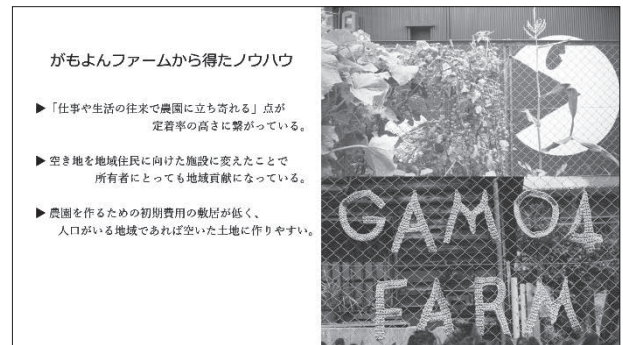 がもよんファームから得たノウハウ
▶「仕事や生活の往来で農園に立ち寄れる」点が
定着率の高さに繋がっている。
▶空き地を地域住民に向けた施設に変えたことで
所有者にとっても地域貢献になっている。
▶農園を作るための初期費用の敷居が低く、
人口がいる地域であれば空いた土地に作りやすい。
GAMO4
FARM